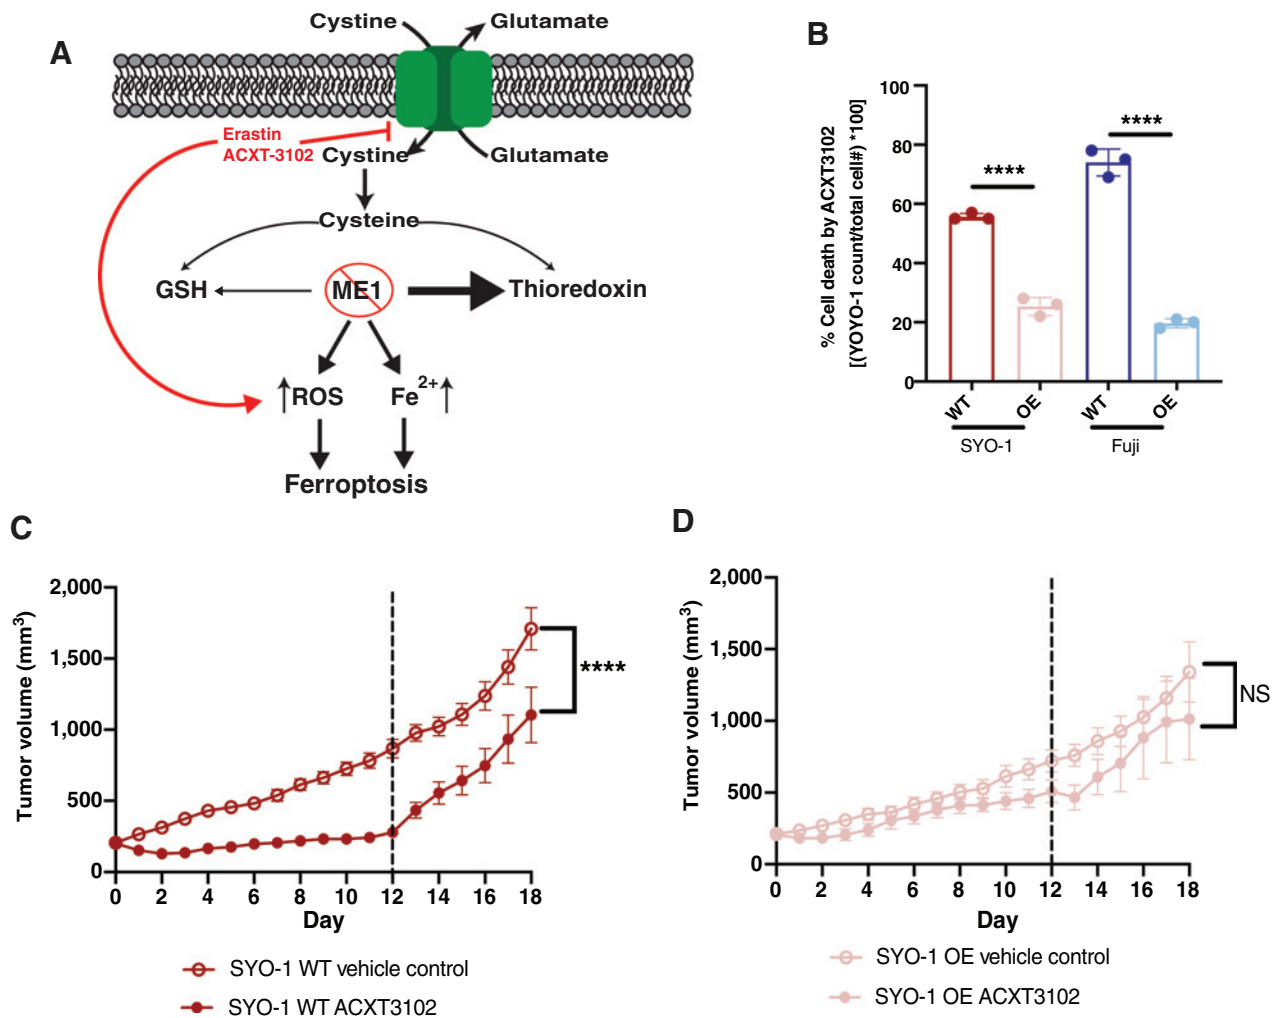 A
Cystine
Glutamate
Erastin
ACXT-3102
Cystine
Glutamate
Cysteine
GSH
ME1
Thioredoxin
↑ROS
Fe2+↑
Ferroptosis
B
% Cell death by ACXT3102
[(YOYO-1 count/total cell#) *100]
100
80
60
40
20
0
****
****
WT
OE
WT
OE
SYO-1
Fuji
C
Tumor volume (mm3)
2,000
1,500
1,000
500
0
****
0 2 4 6 8 10 12 14 16 18
Day
SYO-1 WT vehicle control
SYO-1 WT ACXT3102
D
Tumor volume (mm3)
2,000
1,500
1,000
500
0
NS
0 2 4 6 8 10 12 14 16 18
Day
SYO-1 OE vehicle control
SYO-1 OE ACXT3102